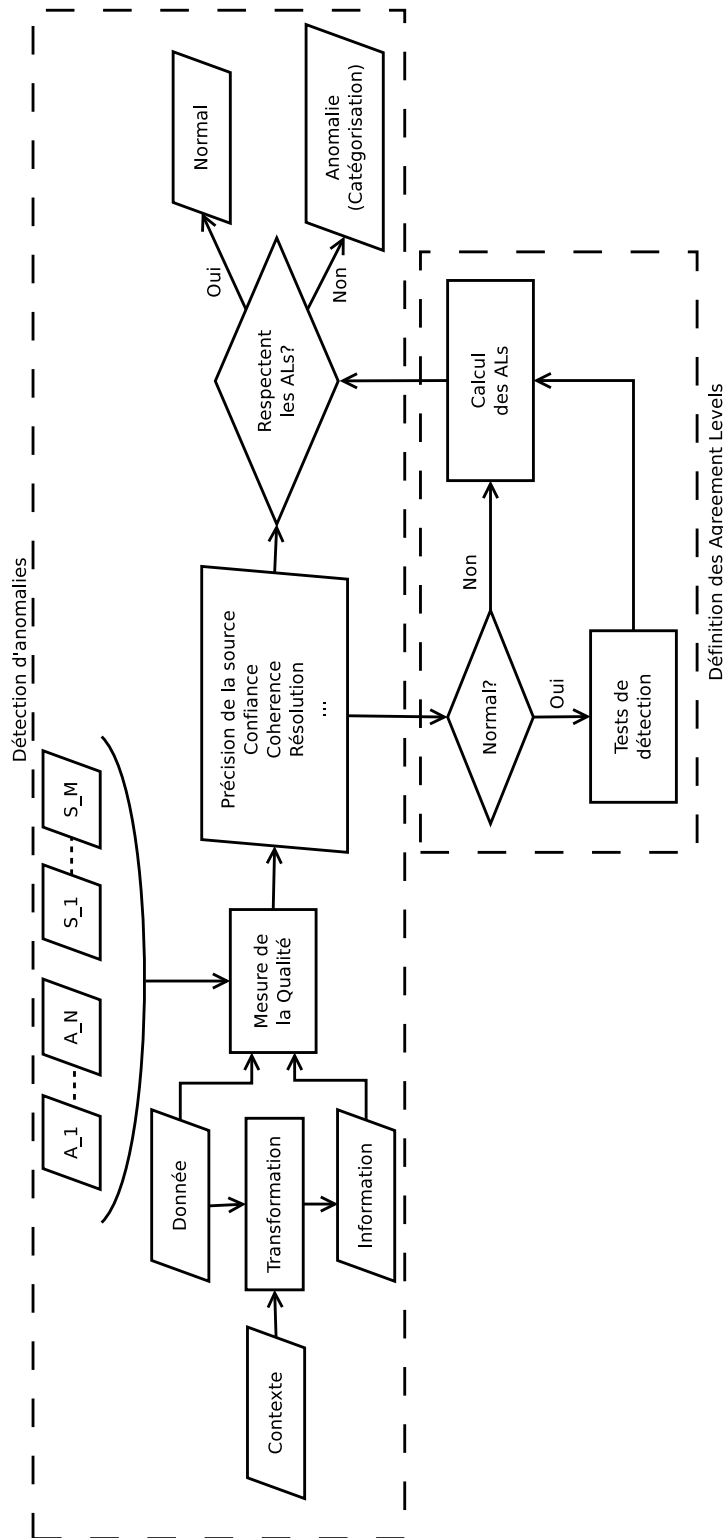 Détection d'anomalies
A_1
A_N
S_1
S_M
Contexte
Donnée
Transformation
Information
Mesure de
la Qualité
Précision de la source
Confiance
Coherence
Résolution
...
Respectent
les ALs?
Oui
Non
Normal
Anomalie
(Catégorisation)
Normal?
Non
Oui
Tests de
détection
Calcul
des ALs
Définition des Agreement Levels